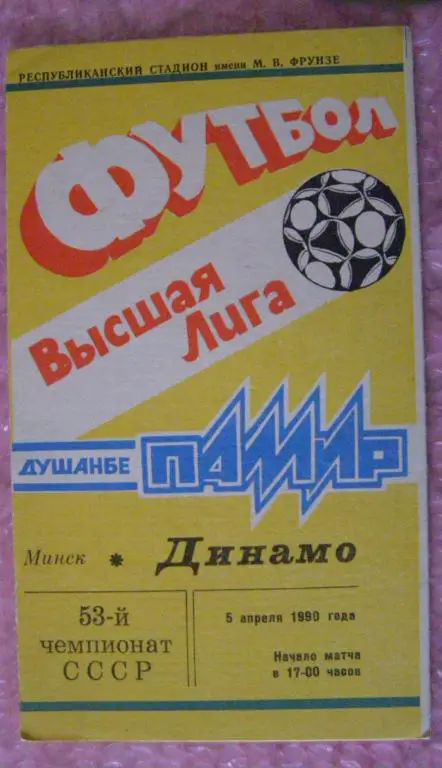 РЕСПУБЛИКАНСКИЙ СТАДИОН имени М. В. ФРУНЗЕ
ФУТБОЛ
ВЫСШАЯ
ЛИГА
ДУШАНБЕ ПАМИР
Минск * Динамо
53-й
чемпионат
СССР
5 апреля 1990 года
Начало матча
в 17-00 часов